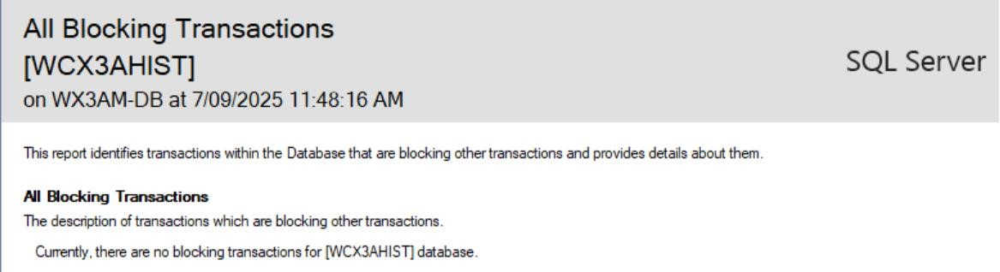 All Blocking Transactions
[WCX3AHIST]
SQL Server
on WX3AM-DB at 7/09/2025 11:48:16 AM
This report identifies transactions within the Database that are blocking other transactions and provides details about them.
All Blocking Transactions
The description of transactions which are blocking other transactions.
Currently, there are no blocking transactions for [WCX3AHIST] database.